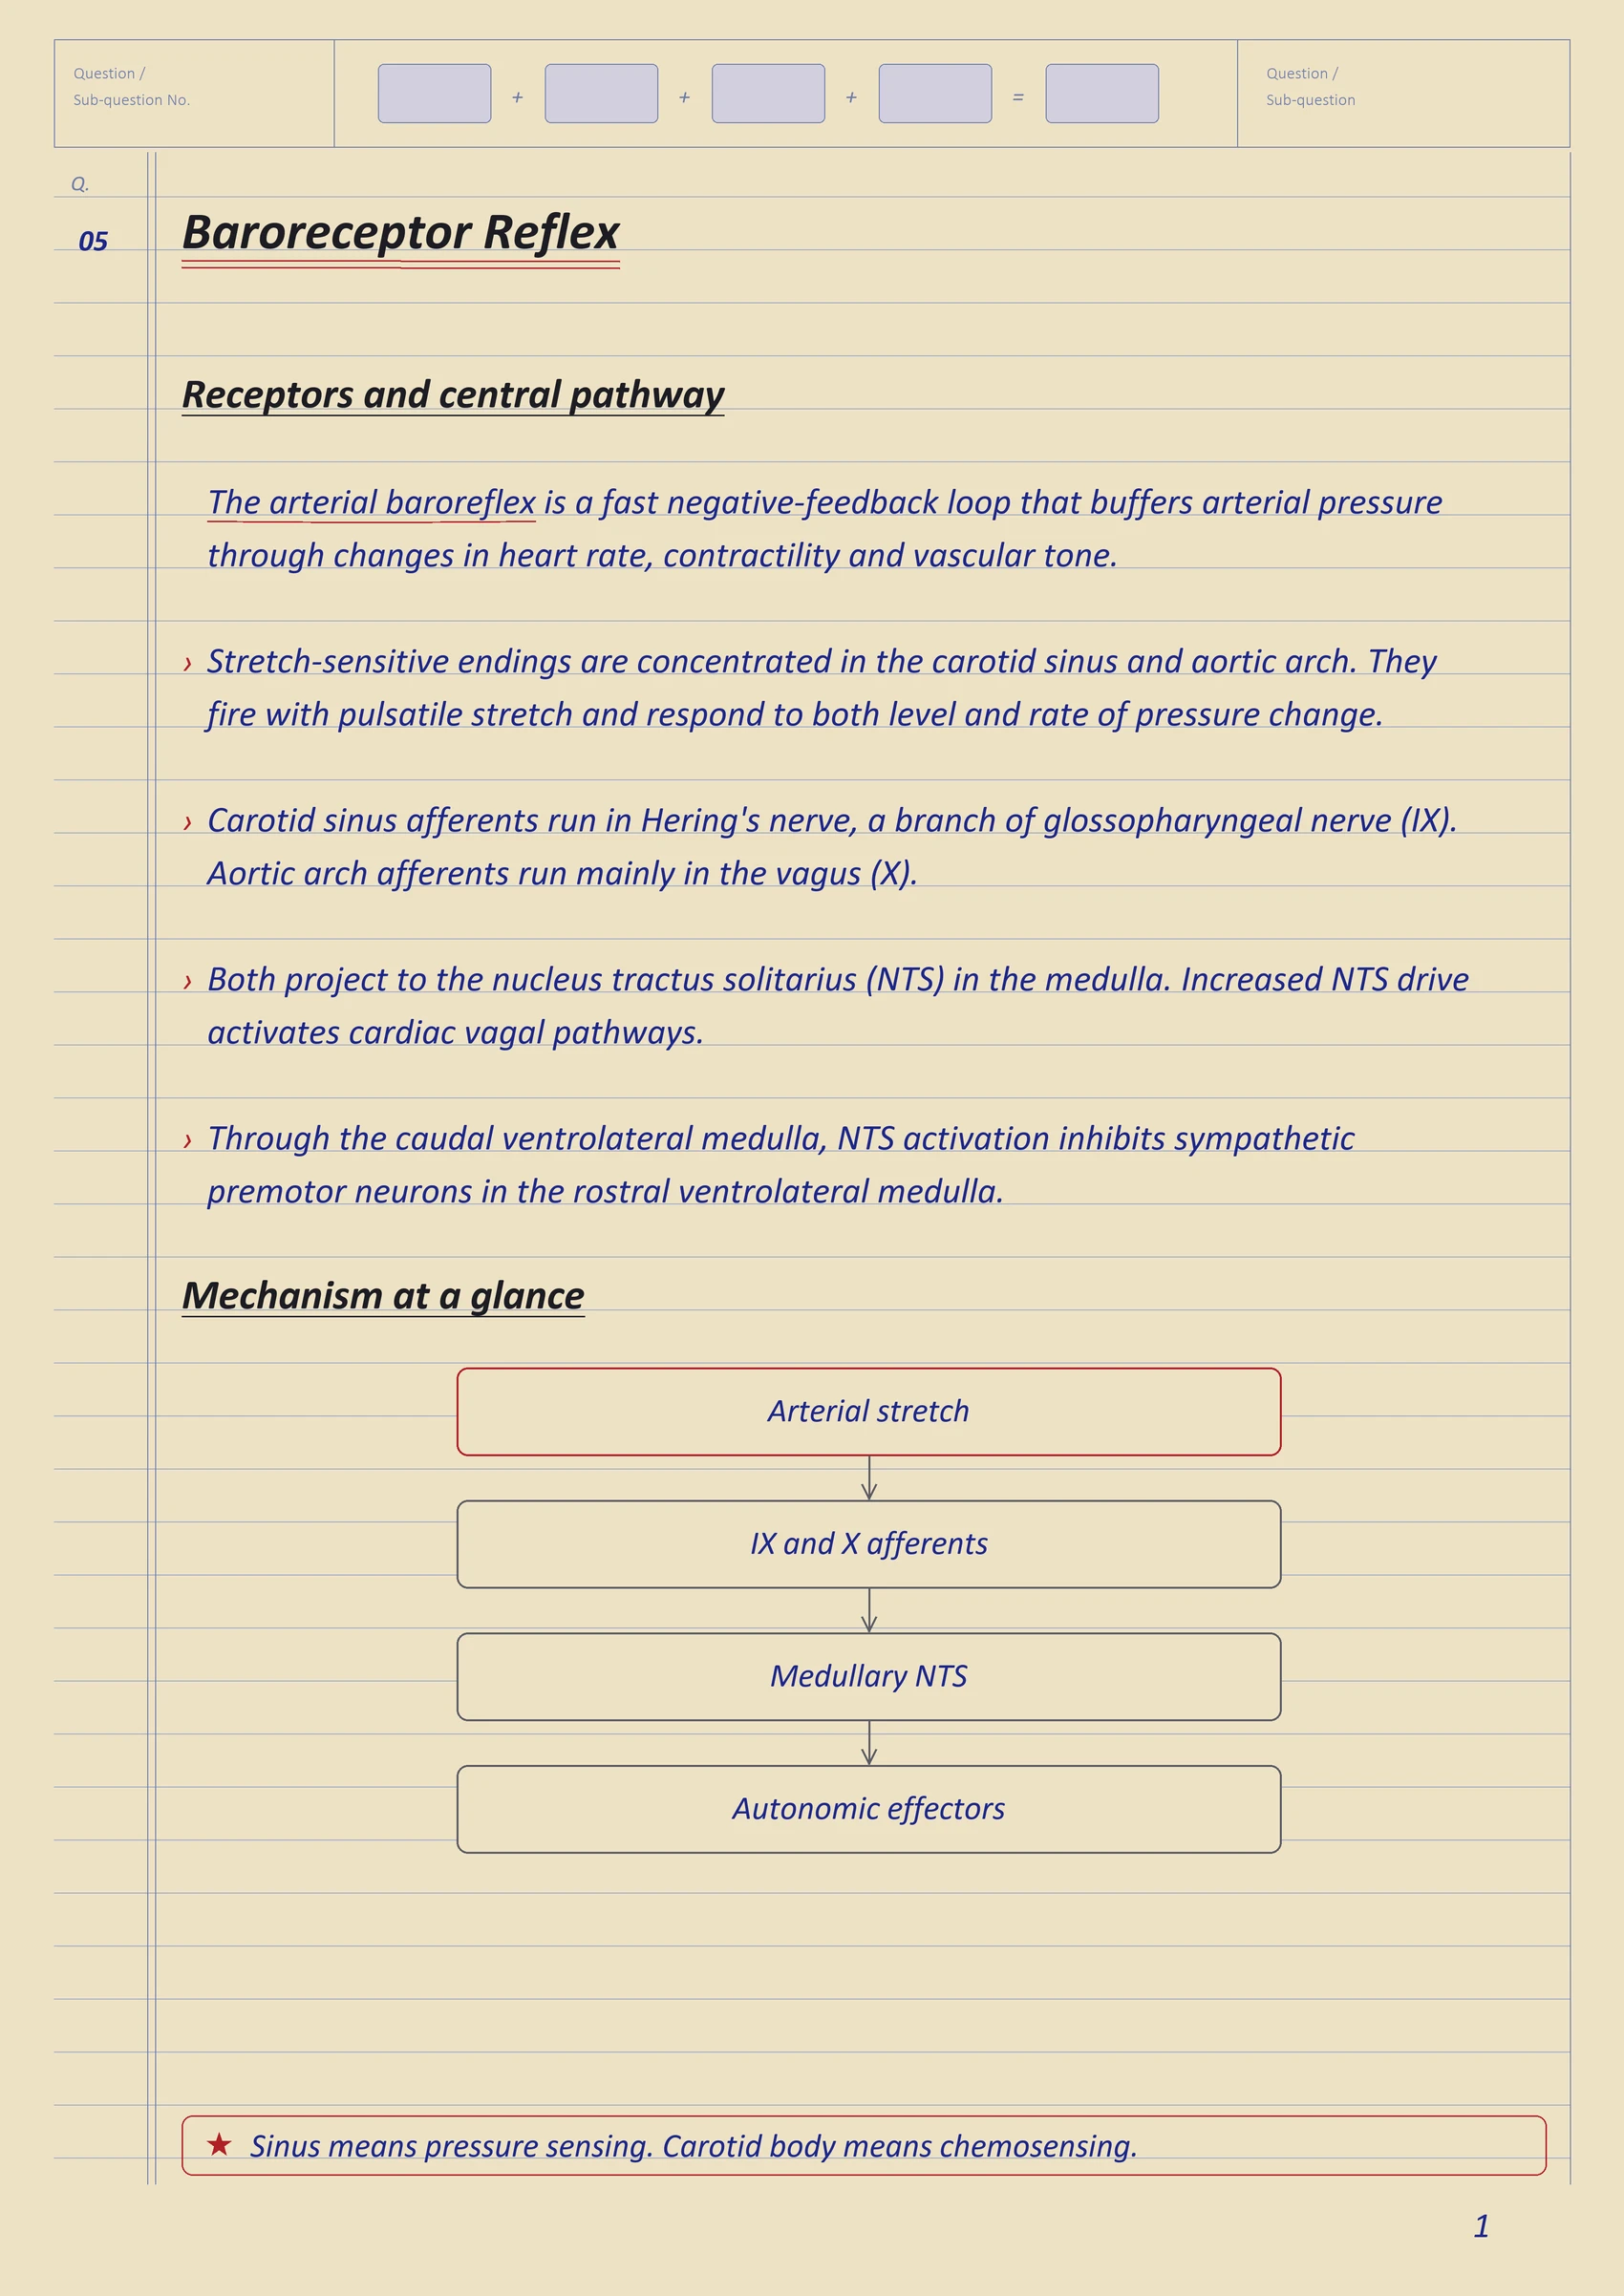 Question /
Sub-question No.
+ + + =
Question /
Sub-question
Q.
05
Baroreceptor Reflex
Receptors and central pathway
The arterial baroreflex is a fast negative-feedback loop that buffers arterial pressure
through changes in heart rate, contractility and vascular tone.
› Stretch-sensitive endings are concentrated in the carotid sinus and aortic arch. They
fire with pulsatile stretch and respond to both level and rate of pressure change.
› Carotid sinus afferents run in Hering's nerve, a branch of glossopharyngeal nerve (IX).
Aortic arch afferents run mainly in the vagus (X).
› Both project to the nucleus tractus solitarius (NTS) in the medulla. Increased NTS drive
activates cardiac vagal pathways.
› Through the caudal ventrolateral medulla, NTS activation inhibits sympathetic
premotor neurons in the rostral ventrolateral medulla.
Mechanism at a glance
Arterial stretch
IX and X afferents
Medullary NTS
Autonomic effectors
★ Sinus means pressure sensing. Carotid body means chemosensing.
1